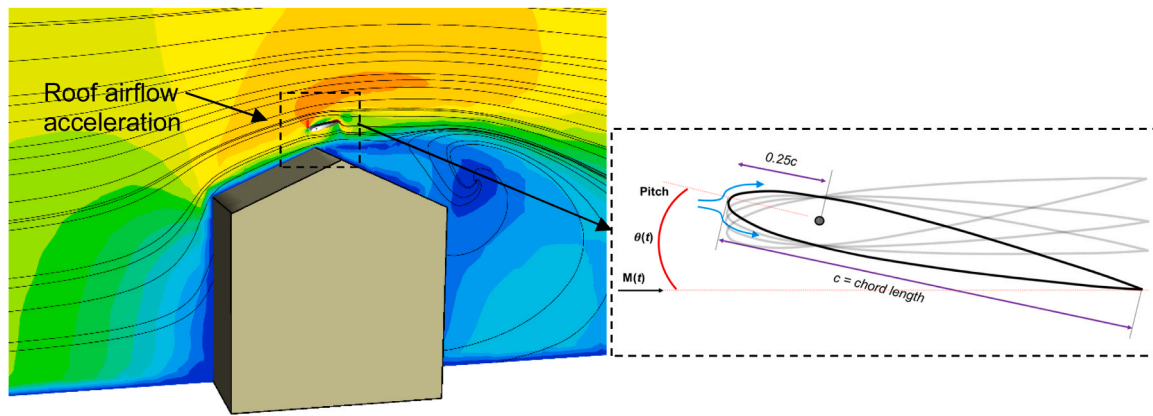 Roof airflow
acceleration
0.25c
Pitch
θ(t)
M(t)
c = chord length